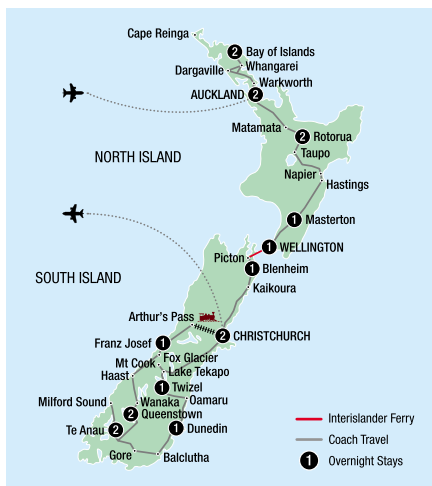 Cape Reinga
2
Bay of Islands
Whangarei
Dargaville
Warkworth
AUCKLAND 2
Matamata
2 Rotorua
Taupo
NORTH ISLAND
Napier
Hastings
1 Masterton
1 WELLINGTON
Picton
1 Blenheim
SOUTH ISLAND
Kaikoura
Arthur's Pass
2 CHRISTCHURCH
Franz Josef 1
Fox Glacier
Mt Cook
Lake Tekapo
Haast
1 Twizel
Milford Sound
Wanaka
Oamaru
2 Queenstown
Te Anau 2
1 Dunedin
Gore
Balclutha
Interislander Ferry
Coach Travel
1 Overnight Stays